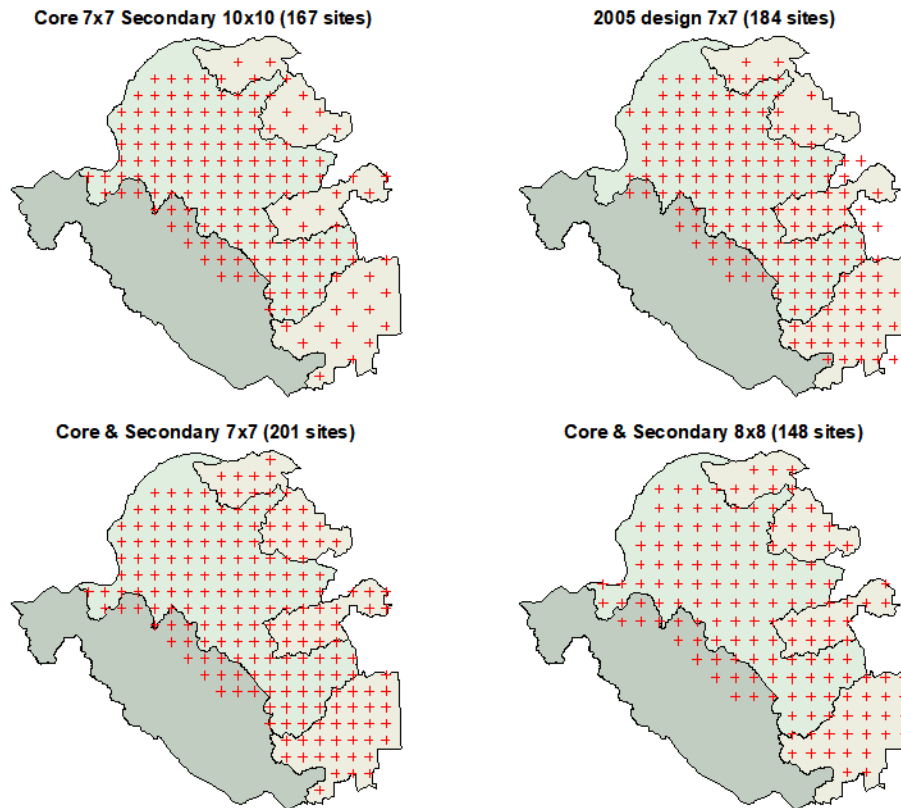 Core 7x7 Secondary 10x10 (167 sites)
2005 design 7x7 (184 sites)
Core & Secondary 7x7 (201 sites)
Core & Secondary 8x8 (148 sites)